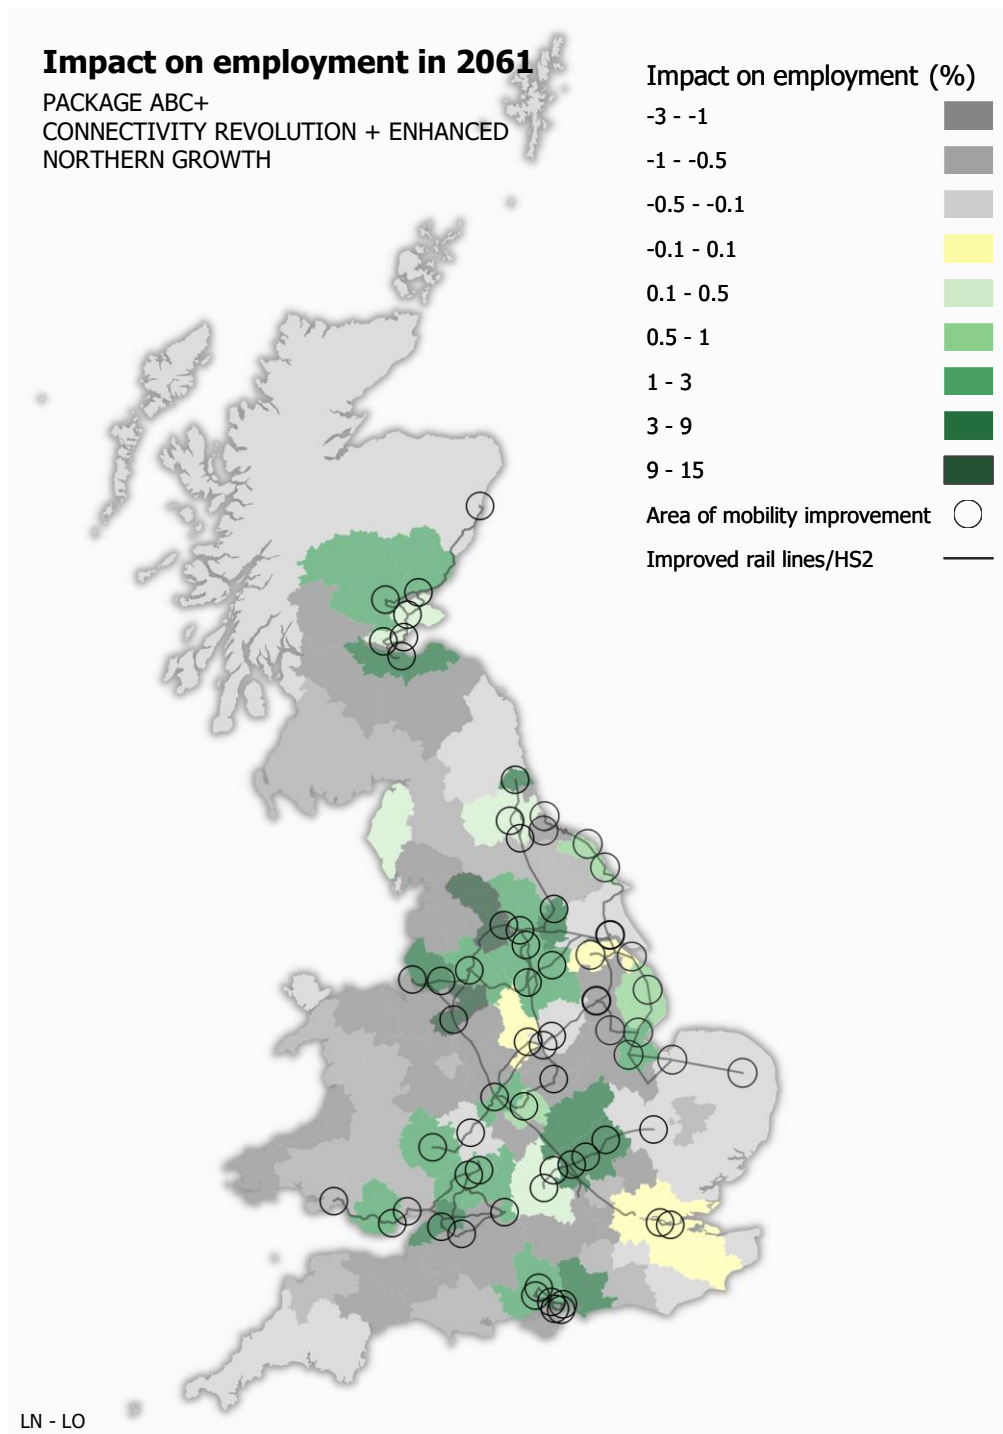 Impact on employment in 2061
PACKAGE ABC+
CONNECTIVITY REVOLUTION + ENHANCED
NORTHERN GROWTH
Impact on employment (%)
-3 - -1
-1 - -0.5
-0.5 - -0.1
-0.1 - 0.1
0.1 - 0.5
0.5 - 1
1 - 3
3 - 9
9 - 15
Area of mobility improvement
Improved rail lines/HS2
LN - LO